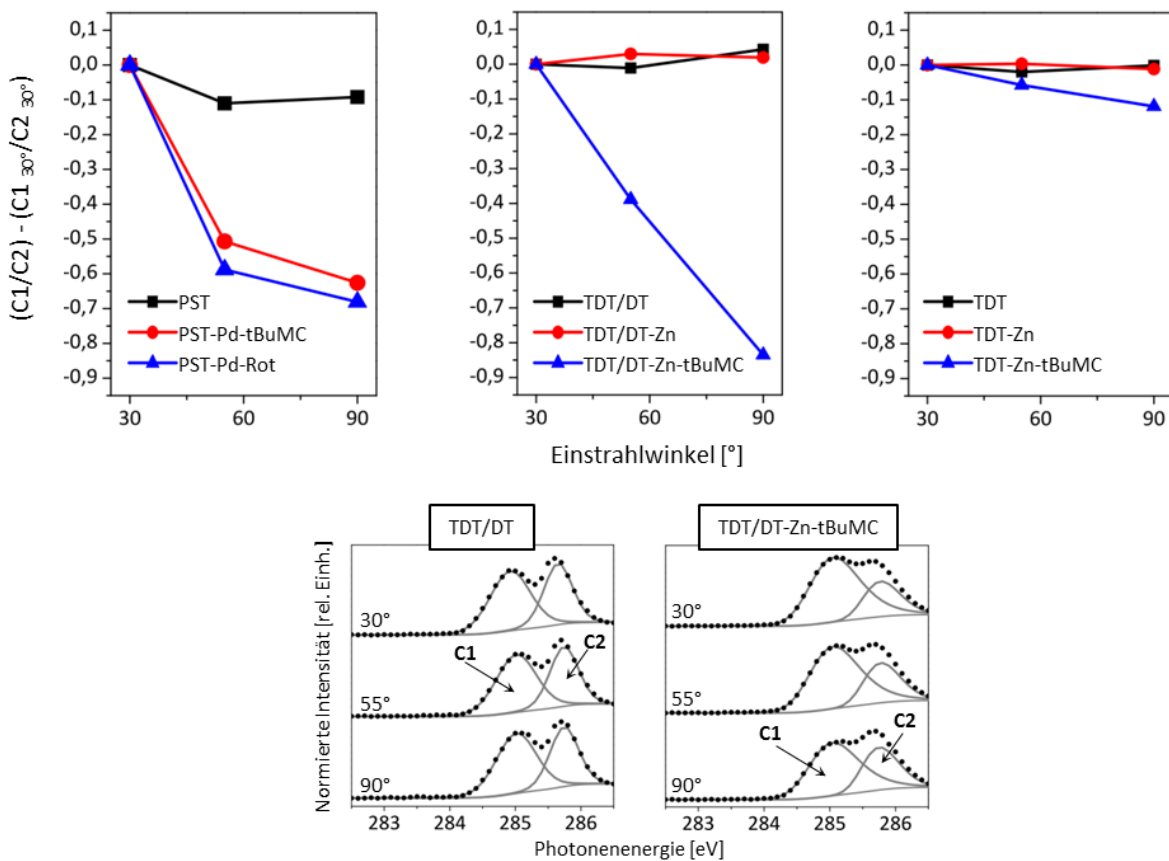 (C1/C2) - (C1 30°/C2 30°)
0,1
0,0
-0,1
-0,2
-0,3
-0,4
-0,5
-0,6
-0,7
-0,8
-0,9
PST
PST-Pd-tBuMC
PST-Pd-Rot
30
60
90
0,1
0,0
-0,1
-0,2
-0,3
-0,4
-0,5
-0,6
-0,7
-0,8
-0,9
TDT/DT
TDT/DT-Zn
TDT/DT-Zn-tBuMC
30
60
90
0,1
0,0
-0,1
-0,2
-0,3
-0,4
-0,5
-0,6
-0,7
-0,8
-0,9
TDT
TDT-Zn
TDT-Zn-tBuMC
30
60
90
Einstrahlwinkel [°]
Normierte Intensität [rel. Einh.]
TDT/DT
30°
C1
C2
55°
90°
283
284
285
286
TDT/DT-Zn-tBuMC
30°
55°
C1
C2
90°
283
284
285
286
Photonenenergie [eV]